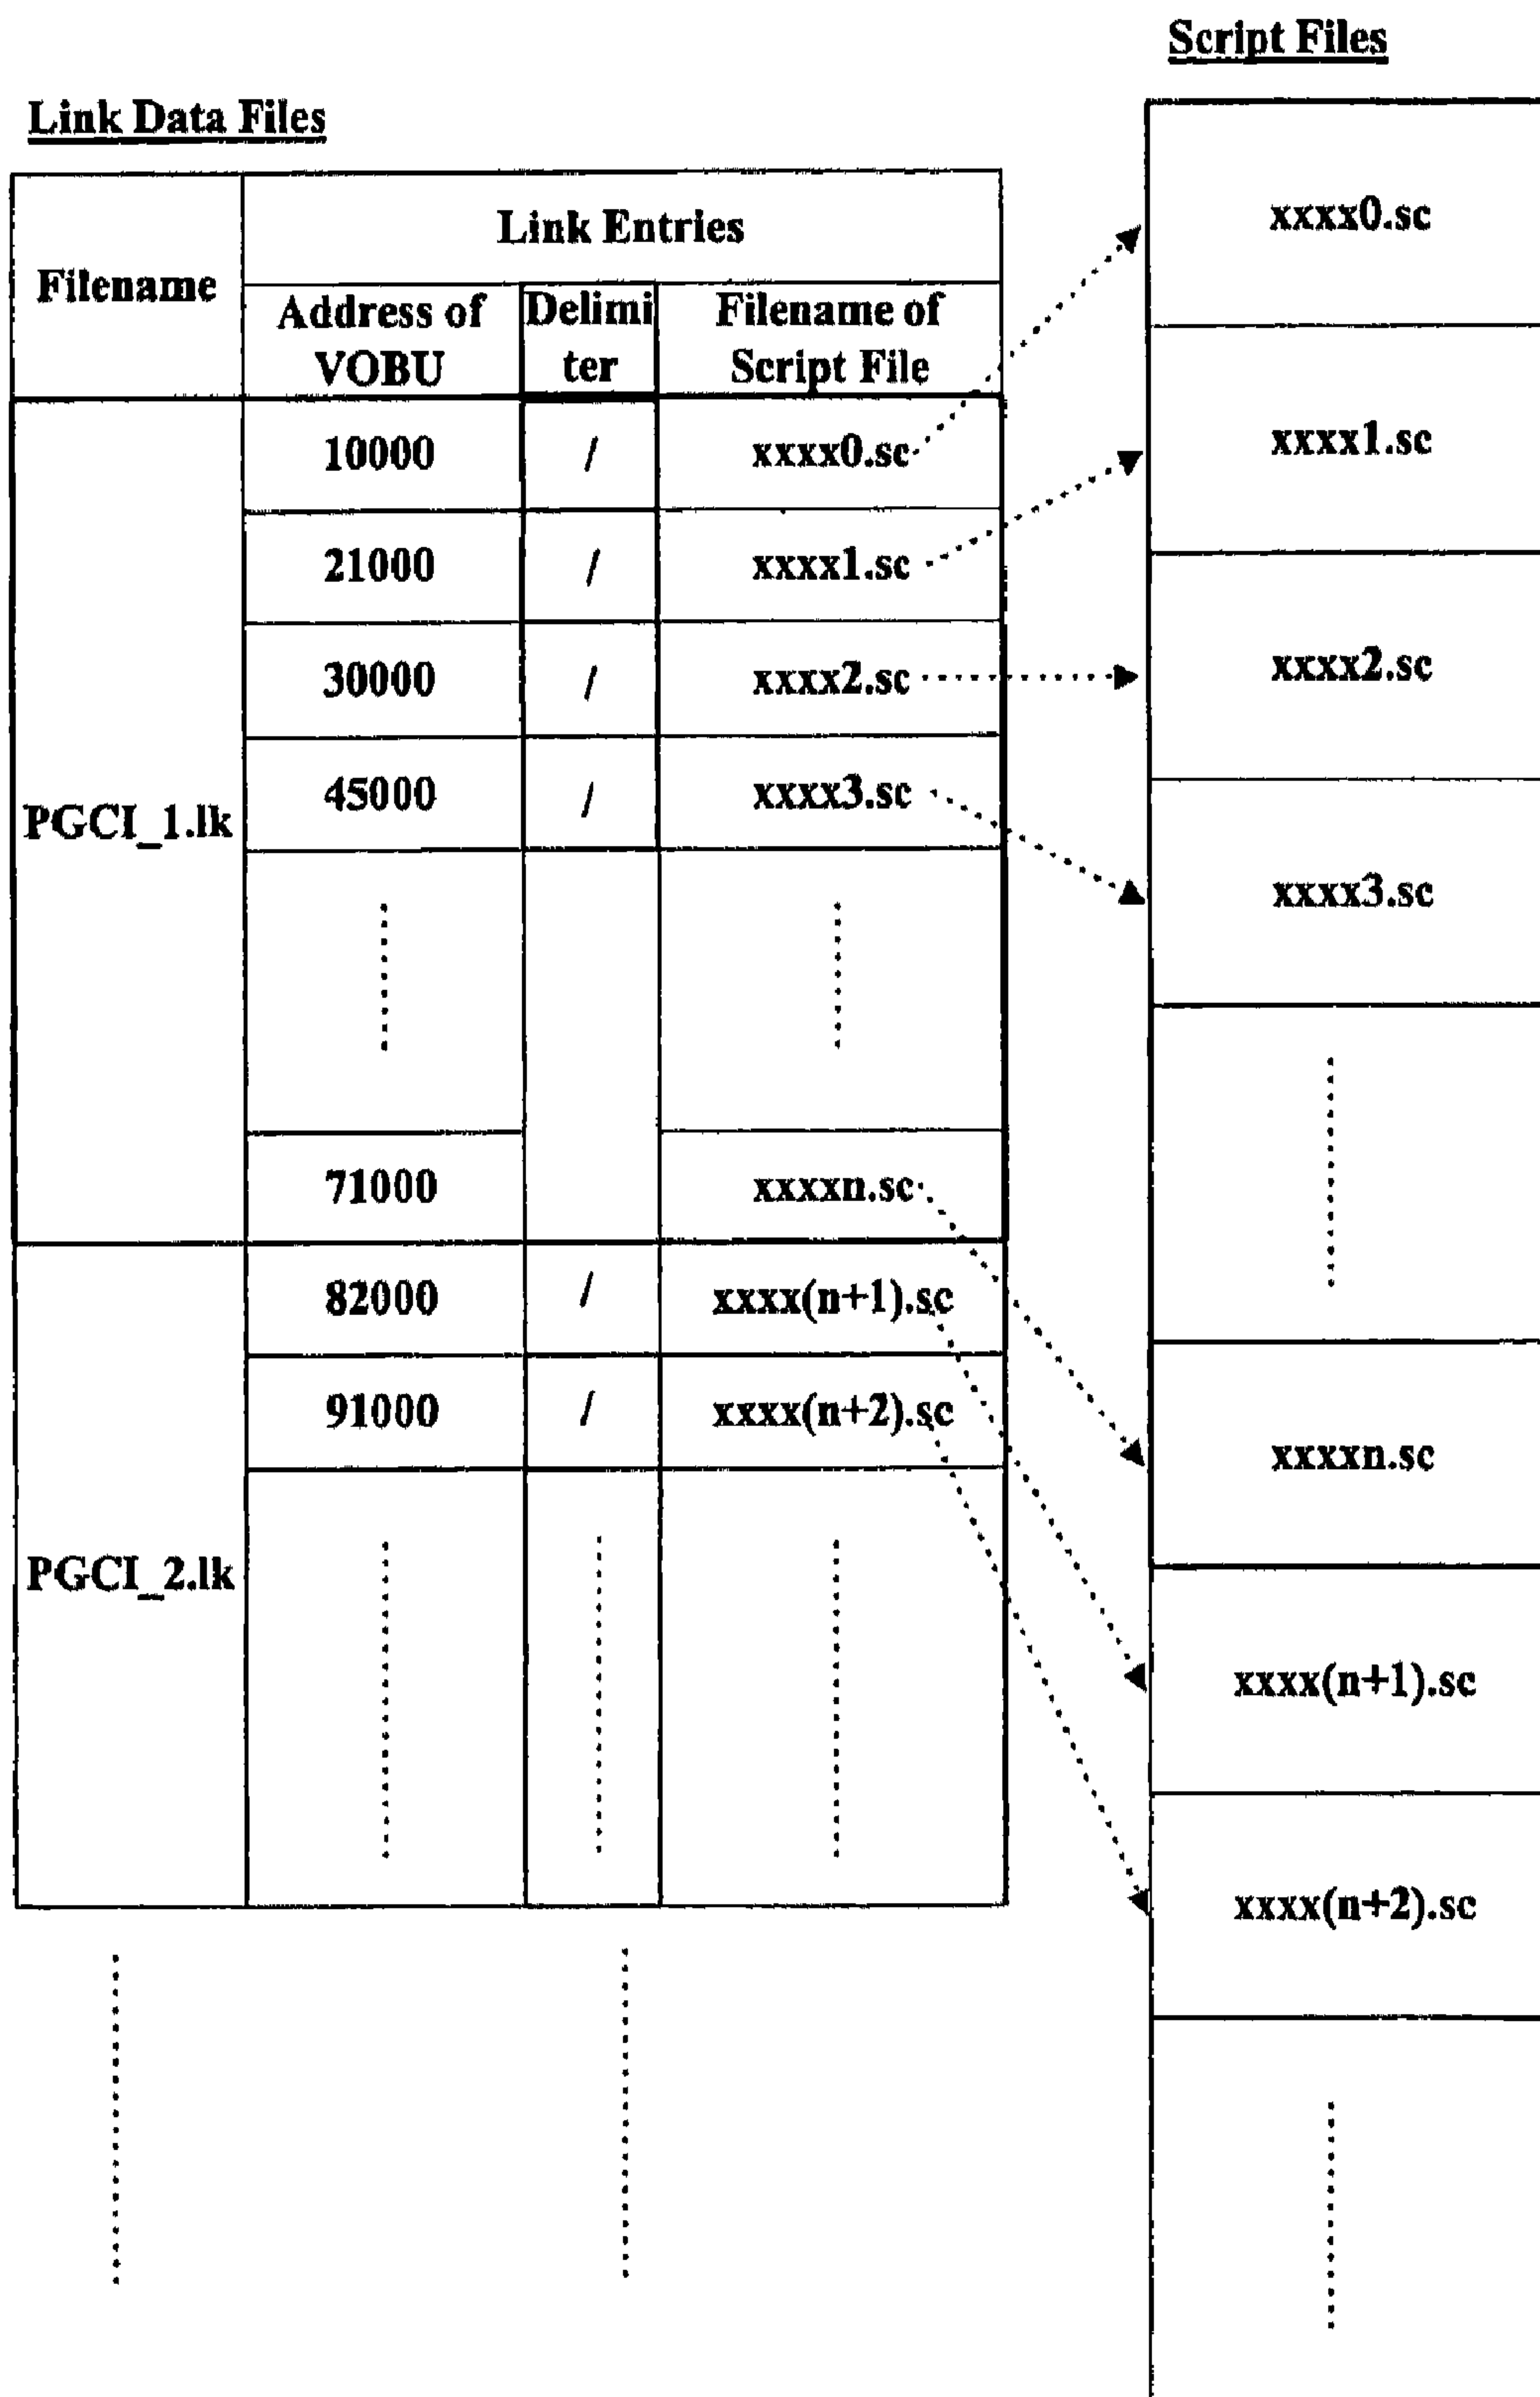 Script Files
Link Data Files
Filename
Link Entries
Address of
VOBU
Delimi
ter
Filename of
Script File
PGCI_1.lk
10000 / xxxx0.sc
21000 / xxxx1.sc
30000 / xxxx2.sc
45000 / xxxx3.sc
71000 xxxxn.sc
PGCI_2.lk
82000 / xxxx(n+1).sc
91000 / xxxx(n+2).sc
xxxx0.sc
xxxx1.sc
xxxx2.sc
xxxx3.sc
xxxxn.sc
xxxx(n+1).sc
xxxx(n+2).sc